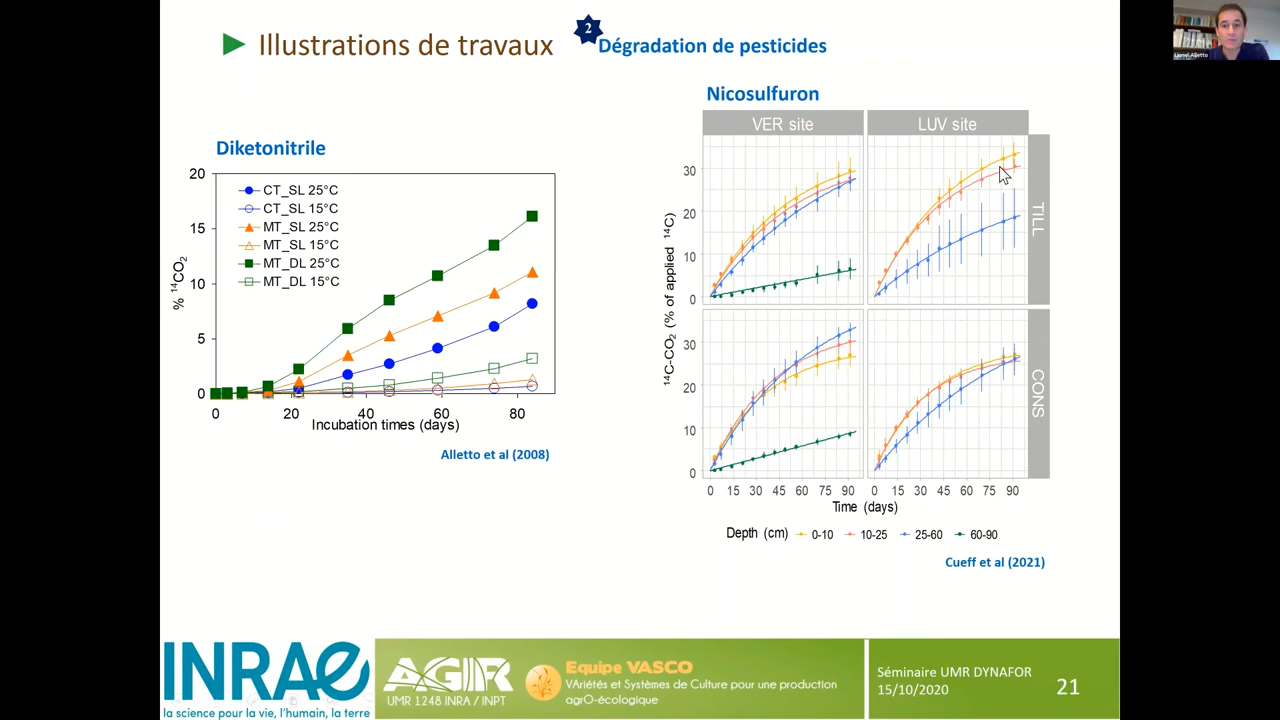 Illustrations de travaux
2
Dégradation de pesticides
Lionel Alletto
Diketonitrile
% 14CO2
20
15
10
5
0
CT_SL 25°C
CT_SL 15°C
MT_SL 25°C
MT_SL 15°C
MT_DL 25°C
MT_DL 15°C
0 20 40 60 80
Incubation times (days)
Alletto et al (2008)
Nicosulfuron
VER site
LUV site
14C-CO2 (% of applied 14C)
30
20
10
0
TILL
30
20
10
0
CONS
0 15 30 45 60 75 90
0 15 30 45 60 75 90
Time (days)
Depth (cm) 0-10 10-25 25-60 60-90
Cueff et al (2021)
INRAE
la science pour la vie, l'humain, la terre
AGIR
UMR 1248 INRA / INPT
Equipe VASCO
VAriétés et Systèmes de Culture pour une production
agrO-écologique
Séminaire UMR DYNAFOR
15/10/2020
21